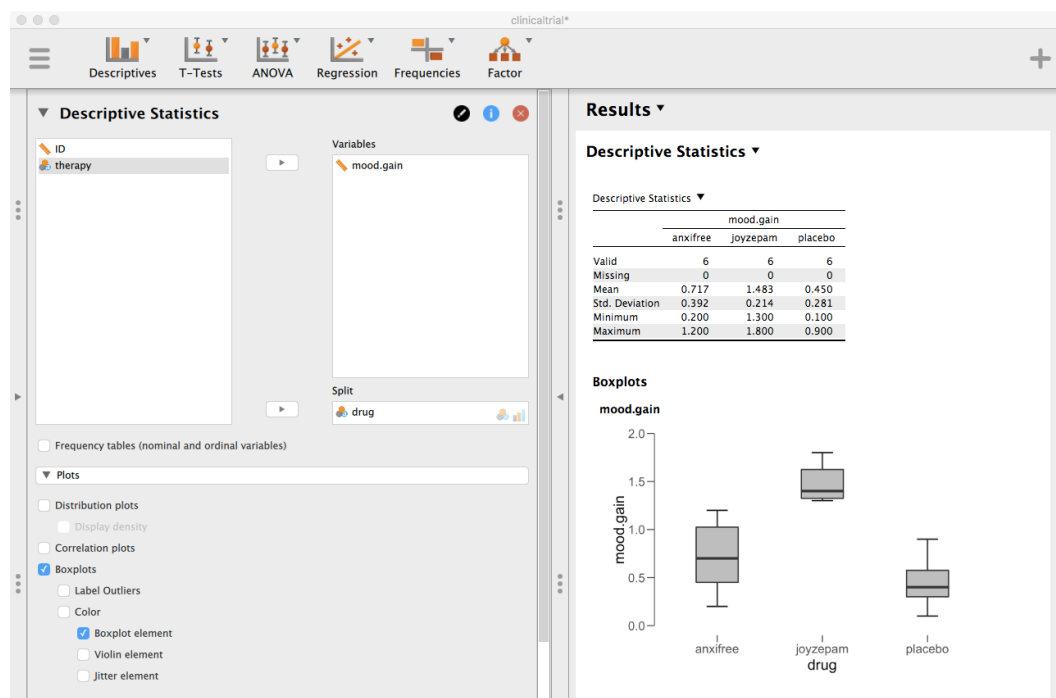 clinicaltrial*
Descriptives T-Tests ANOVA Regression Frequencies Factor
Descriptive Statistics
ID
therapy
Variables
mood.gain
Split
drug
Frequency tables (nominal and ordinal variables)
Plots
Distribution plots
Display density
Correlation plots
Boxplots
Label Outliers
Color
Boxplot element
Violin element
Jitter element
Results
Descriptive Statistics
Descriptive Statistics
mood.gain
anxifree joyzepam placebo
Valid 6 6 6
Missing 0 0 0
Mean 0.717 1.483 0.450
Std. Deviation 0.392 0.214 0.281
Minimum 0.200 1.300 0.100
Maximum 1.200 1.800 0.900
Boxplots
mood.gain
2.0
1.5
1.0
0.5
0.0
mood.gain
anxifree joyzepam placebo
drug